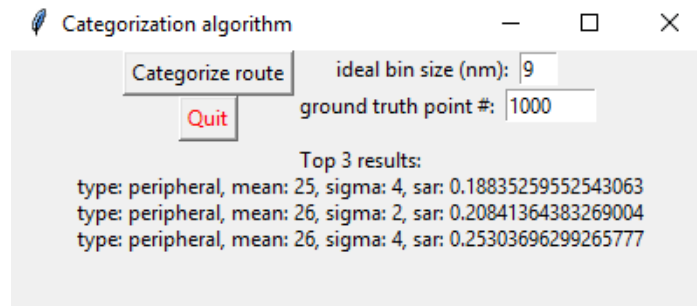 Categorization algorithm
Categorize route
ideal bin size (nm): 9
Quit
ground truth point #: 1000
Top 3 results:
type: peripheral, mean: 25, sigma: 4, sar: 0.18835259552543063
type: peripheral, mean: 26, sigma: 2, sar: 0.20841364383269004
type: peripheral, mean: 26, sigma: 4, sar: 0.25303696299265777